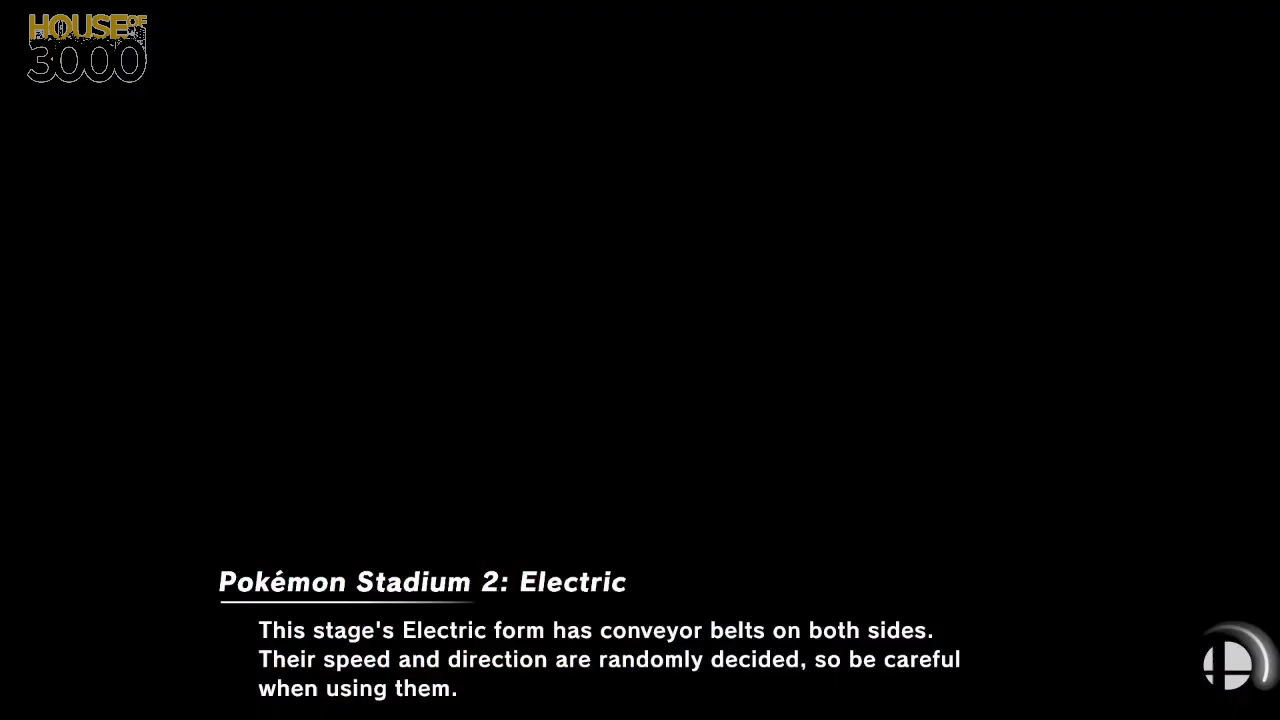 HOUSE OF
3000
Pokémon Stadium 2: Electric
This stage's Electric form has conveyor belts on both sides.
Their speed and direction are randomly decided, so be careful
when using them.